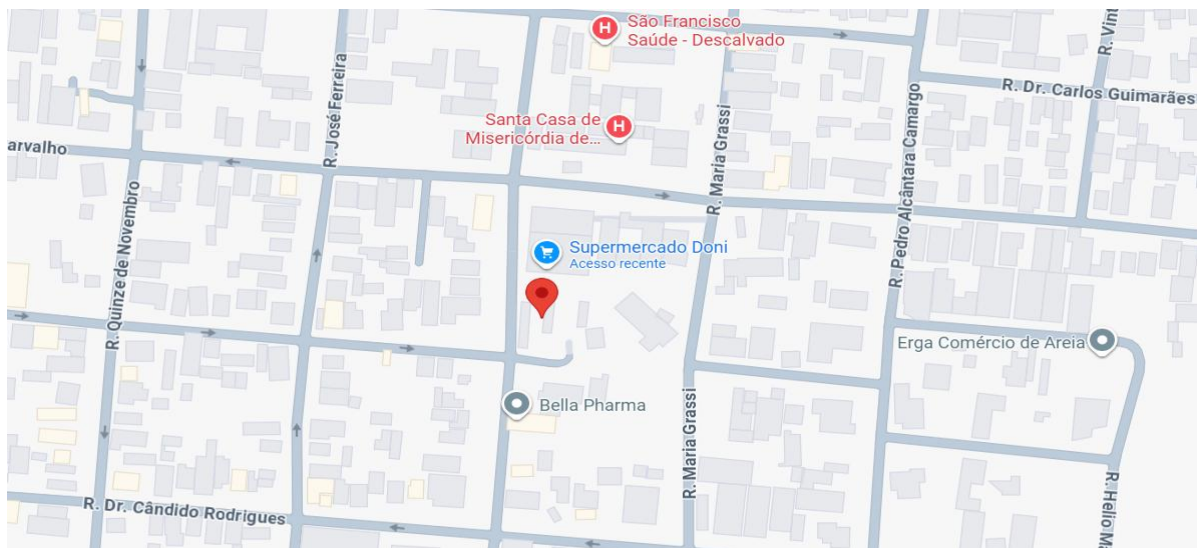 São Francisco
Saúde - Descalvado
R. José Ferreira
R. Dr. Carlos Guimarães
Santa Casa de
Misericórdia de...
R. Maria Grassi
R. Pedro Alcântara Camargo
arvalho
R. Quinze de Novembro
Supermercado Doni
Acesso recente
Erga Comércio de Areia
Bella Pharma
R. Maria Grassi
R. Dr. Cândido Rodrigues
R. Helio M
H
H